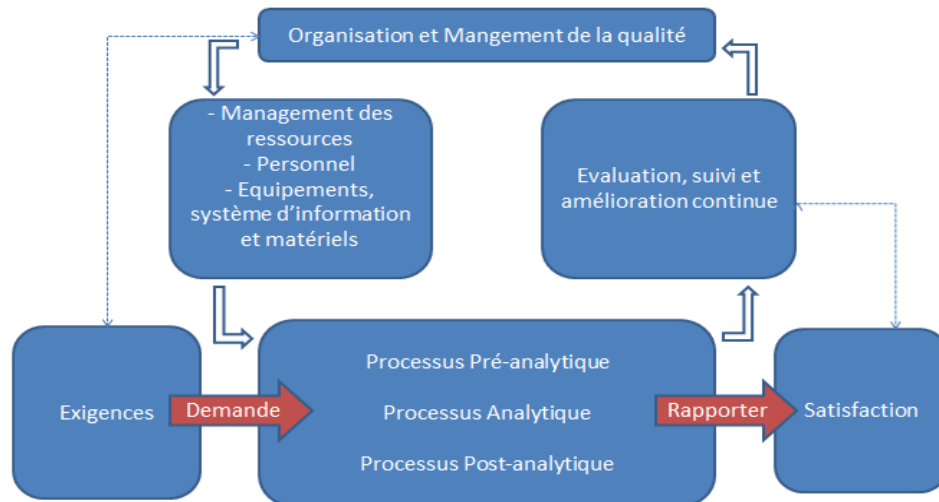 Organisation et Mangement de la qualité
- Management des
ressources
- Personnel
- Equipements,
système d'information
et matériels
Evaluation, suivi et
amélioration continue
Exigences
Demande
Processus Pré-analytique
Processus Analytique
Processus Post-analytique
Rapporter
Satisfaction